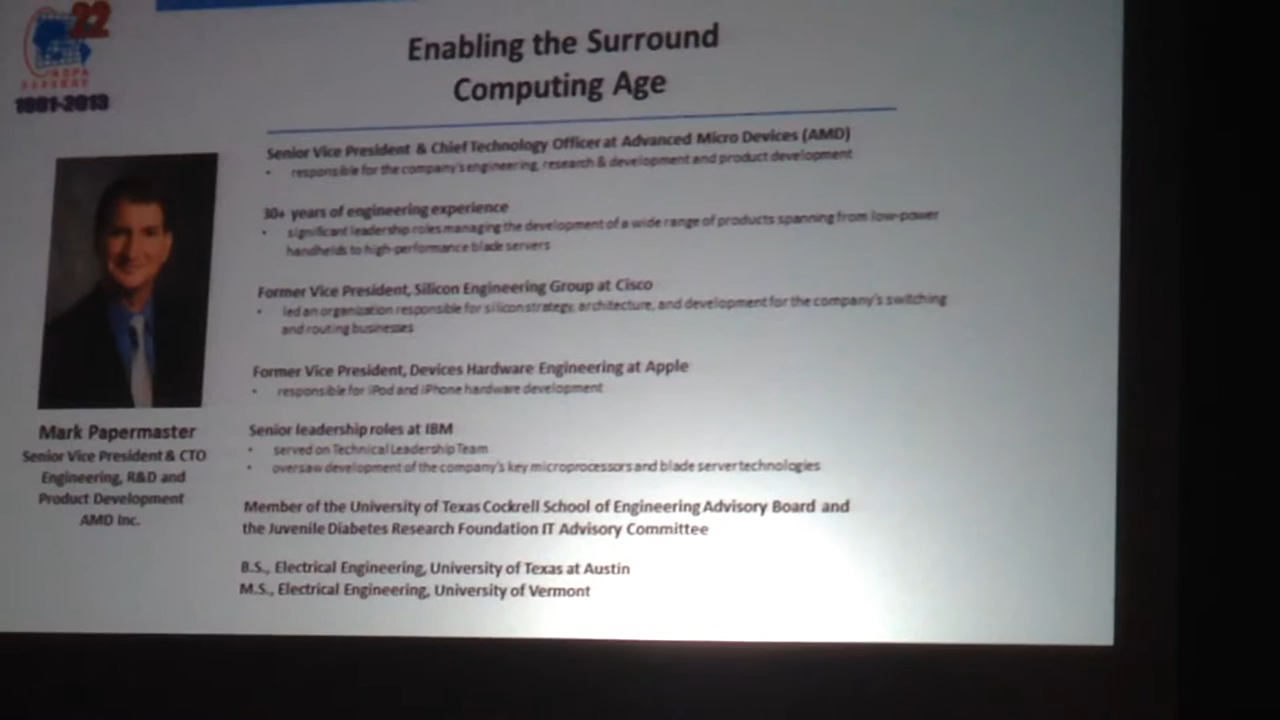 22
1991-2013
Enabling the Surround
Computing Age
Senior Vice President & Chief Technology Officer at Advanced Micro Devices (AMD)
• responsible for the company's engineering, research & development and product development
30+ years of engineering experience
• significant leadership roles managing the development of a wide range of products spanning from low-power
handhelds to high-performance blade servers
Former Vice President, Silicon Engineering Group at Cisco
• led an organization responsible for silicon strategy, architecture, and development for the company's switching
and routing businesses
Former Vice President, Devices Hardware Engineering at Apple
• responsible for iPod and iPhone hardware development
Senior leadership roles at IBM
• served on Technical Leadership Team
• oversaw development of the company's key microprocessors and blade server technologies
Member of the University of Texas Cockrell School of Engineering Advisory Board and
the Juvenile Diabetes Research Foundation IT Advisory Committee
B.S., Electrical Engineering, University of Texas at Austin
M.S., Electrical Engineering, University of Vermont
Mark Papermaster
Senior Vice President & CTO
Engineering, R&D and
Product Development
AMD Inc.